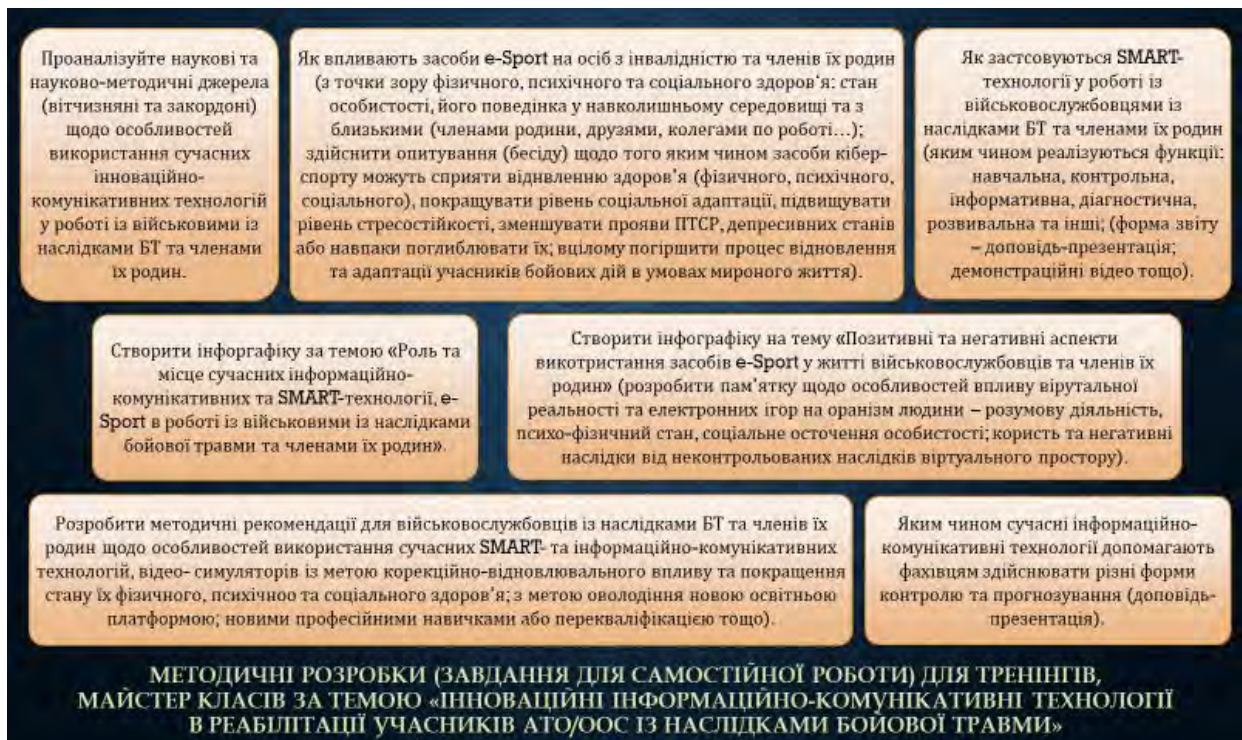 Проаналізуйте наукові та
науково-методичні джерела
(вітчизняні та закордоні)
щодо особливостей
використання сучасних
інноваційно-
комунікативних технологій
у роботі із військовими із
наслідками БТ та членами
їх родин.
Як впливають засоби e-Sport на осіб з інвалідністю та членів їх родин
(з точки зору фізичного, психічного та соціального здоров'я: стан
особистості, його поведінка у навколишньому середовищі та з
близькими (членами родини, друзями, колегами по роботі...);
здійснити опитування (бесіду) щодо того яким чином засоби кібер-
спорту можуть сприяти віднвленню здоров'я (фізичного, психічного,
соціального), покращувати рівень соціальної адаптації, підвищувати
рівень стресостійкості, зменшувати прояви ПТСР, депресивних станів
або навпаки поглиблювати їх; вцілому погіршити процес відновлення
та адаптації учасників бойових дій в умовах мироного життя).
Як застсовуються SMART-
технології у роботі із
військовослужбовцями із
наслідками БТ та членами їх родин
(яким чином реалізуються функції:
навчальна, контрольна,
інформативна, діагностична,
розвивальна та інші; (форма звіту
– доповідь-презентація;
демонстраційні відео тощо).
Створити інфоргафіку за темою «Роль та
місце сучасних інформаційно-
комунікативних та SMART-технології, e-
Sport в роботі із військовими із наслідками
бойової травми та членами їх родин».
Створити інфографіку на тему «Позитивні та негативні аспекти
викотристання засобів e-Sport у житті військовослужбовців та членів їх
родин» (розробити пам'ятку щодо особливостей впливу вірутальної
реальності та електронних ігор на оранізм людини – розумову діяльність,
психо-фізичний стан, соціальне осточення особистості; користь та негативні
наслідки від неконтрольованих наслідків віртуального простору).
Розробити методичні рекомендації для військовослужбовців із наслідками БТ та членів їх
родин щодо особливостей використання сучасних SMART- та інформаційно-комунікативних
технологій, відео- симуляторів із метою корекційно-відновлювального впливу та покращення
стану їх фізичного, психічноо та соціального здоров'я; з метою оволодіння новою освітньою
платформою; новими професійними навичками або перекваліфікацією тощо).
Яким чином сучасні інформаційно-
комунікативні технології допомагають
фахівцям здійснювати різні форми
контролю та прогнозування (доповідь-
презентація).
МЕТОДИЧНІ РОЗРОБКИ (ЗАВДАННЯ ДЛЯ САМОСТІЙНОЇ РОБОТИ) ДЛЯ ТРЕНІНГІВ,
МАЙСТЕР КЛАСІВ ЗА ТЕМОЮ «ІННОВАЦІЙНІ ІНФОРМАЦІЙНО-КОМУНІКАТИВНІ ТЕХНОЛОГІЇ
В РЕАБІЛІТАЦІЇ УЧАСНИКІВ АТО/ООС ІЗ НАСЛІДКАМИ БОЙОВОЇ ТРАВМИ»